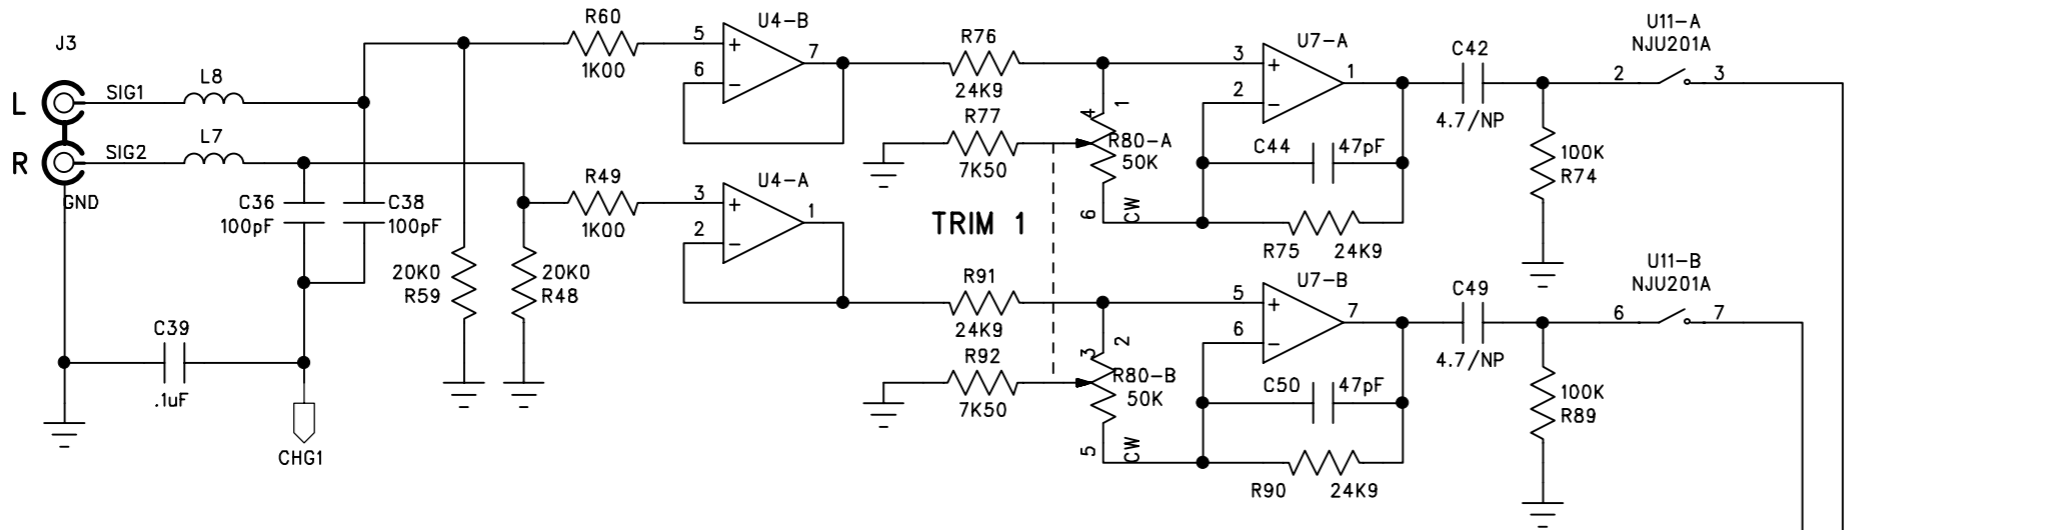 J3
L
R
SIG1
SIG2
GND
L8
L7
C36
100pF
C38
100pF
C39
.1uF
CHG1
20K0
R59
20K0
R48
R60
1K00
R49
1K00
U4-B
5
6
7
+
−
U4-A
3
2
1
+
−
R76
24K9
R77
7K50
TRIM 1
R91
24K9
R92
7K50
4
1
R80-A
50K
6
CW
3
2
R80-B
50K
5
CW
U7-A
3
2
1
+
−
C44
47pF
R75
24K9
U7-B
5
6
7
+
−
C50
47pF
R90
24K9
C42
4.7/NP
100K
R74
C49
4.7/NP
100K
R89
U11-A
NJU201A
2
3
U11-B
NJU201A
6
7